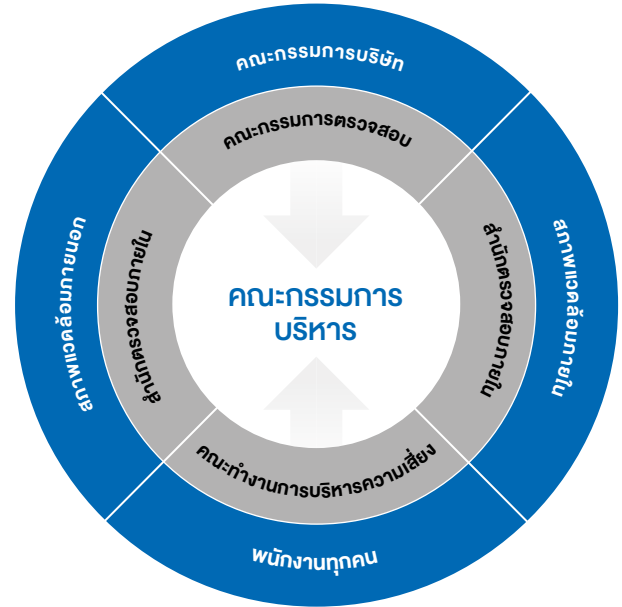 คณะกรรมการบริษัท
คณะกรรมการตรวจสอบ
สภาพแวดล้อมภายนอก
สำนักตรวจสอบภายใน
คณะกรรมการ
บริหาร
สำนักตรวจสอบภายใน
สภาพแวดล้อมภายใน
คณะทำงานการบริหารความเสี่ยง
พนักงานทุกคน